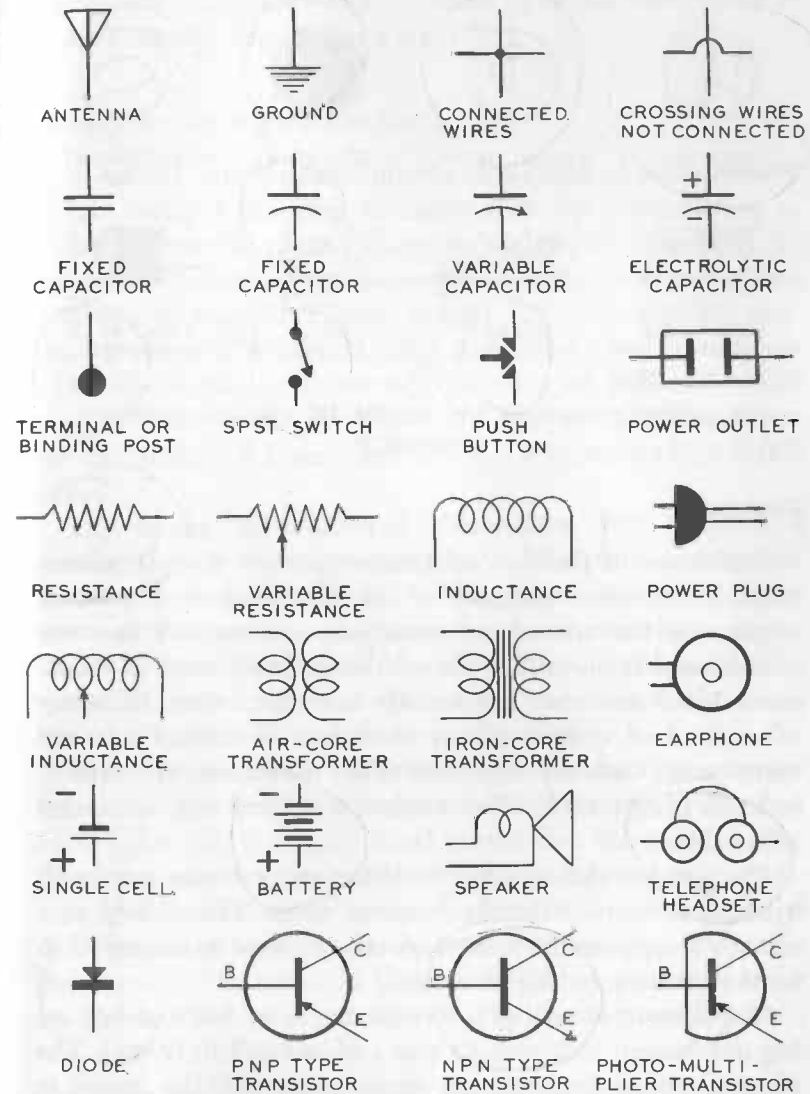 ANTENNA
GROUND
CONNECTED.
WIRES
CROSSING WIRES
NOT CONNECTED
FIXED
CAPACITOR
FIXED
CAPACITOR
VARIABLE
CAPACITOR
+
-
ELECTROLYTIC
CAPACITOR
TERMINAL OR
BINDING POST
SPST SWITCH
PUSH
BUTTON
POWER OUTLET
RESISTANCE
VARIABLE
RESISTANCE
INDUCTANCE
POWER PLUG
VARIABLE
INDUCTANCE
AIR-CORE
TRANSFORMER
IRON-CORE
TRANSFORMER
EARPHONE
-
+
SINGLE CELL.
-
+
BATTERY
SPEAKER
TELEPHONE
HEADSET.
DIODE
B
C
E
PNP TYPE
TRANSISTOR
B
C
E
NPN TYPE
TRANSISTOR
B
C
E
PHOTO-MULTI-
PLIER TRANSISTOR